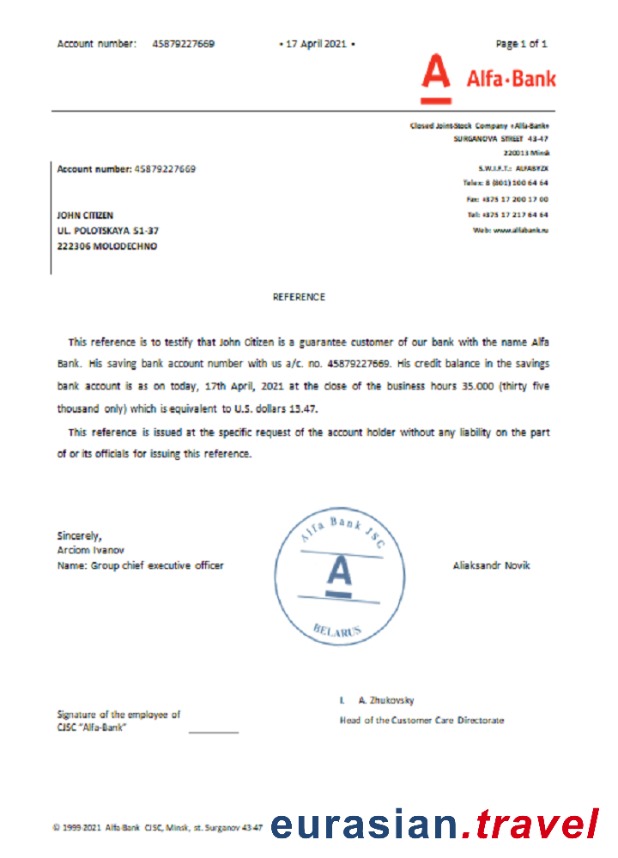 Account number: 45879227669 • 17 April 2021 • Page 1 of 1
A Alfa·Bank
Closed Joint-Stock Company «Alfa-Bank»
SURGANOVA STREET 43-47
220013 Minsk
S.W.I.F.T.: ALFABY2X
Telex: 8 (801) 100 64 64
Fax: +375 17 200 17 00
Tel: +375 17 217 64 64
Web: www.alfabank.ru
Account number: 45879227669
JOHN CITIZEN
UL. POLOTSKAYA 51-37
222306 MOLODECHNO
REFERENCE
This reference is to testify that John Citizen is a guarantee customer of our bank with the name Alfa
Bank. His saving bank account number with us a/c. no. 45879227669. His credit balance in the savings
bank account is as on today, 17th April, 2021 at the close of the business hours 35.000 (thirty five
thousand only) which is equivalent to U.S. dollars 13.47.
This reference is issued at the specific request of the account holder without any liability on the part
of or its officials for issuing this reference.
Sincerely,
Arciom Ivanov
Name: Group chief executive officer
Alfa Bank JSC
A
BELARUS
Aliaksandr Novik
I. A. Zhukovsky
Head of the Customer Care Directorate
Signature of the employee of
CJSC "Alfa-Bank"
© 1999-2021 Alfa-Bank CJSC, Minsk, st. Surganov 43-47
eurasian.travel